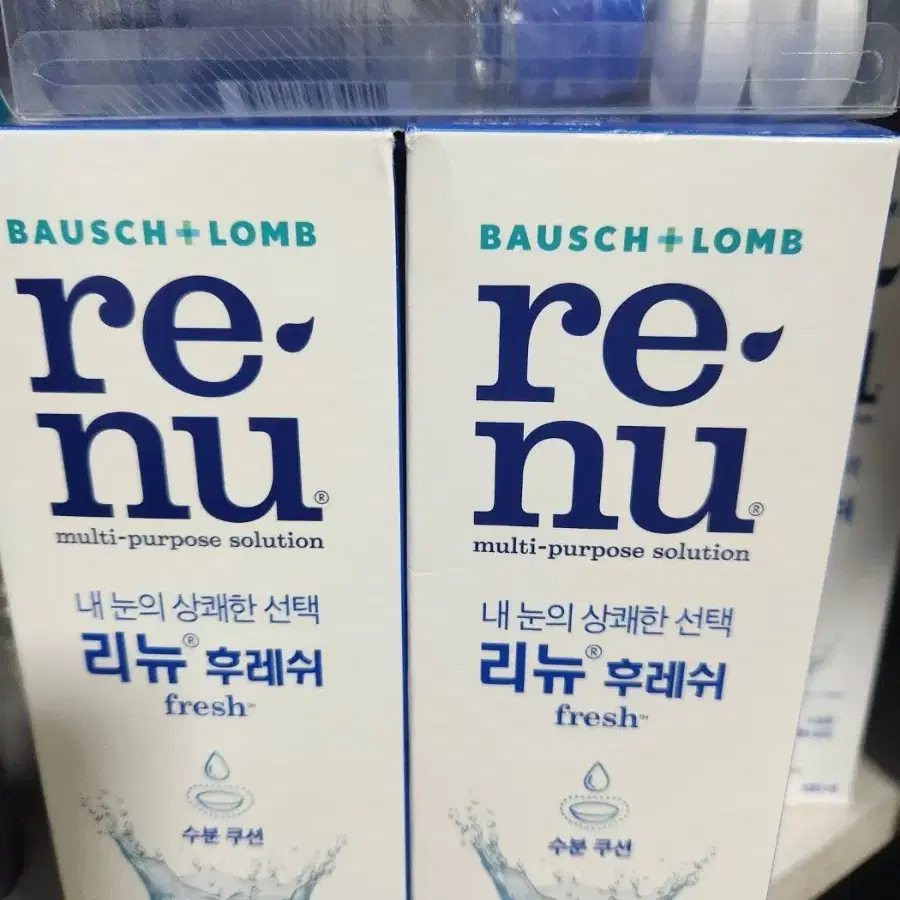 BAUSCH + LOMB
re
nu®
multi-purpose solution
내 눈의 상쾌한 선택
리뉴® 후레쉬
fresh™
수분 쿠션
BAUSCH + LOMB
re
nu®
multi-purpose solution
내 눈의 상쾌한 선택
리뉴® 후레쉬
fresh™
수분 쿠션